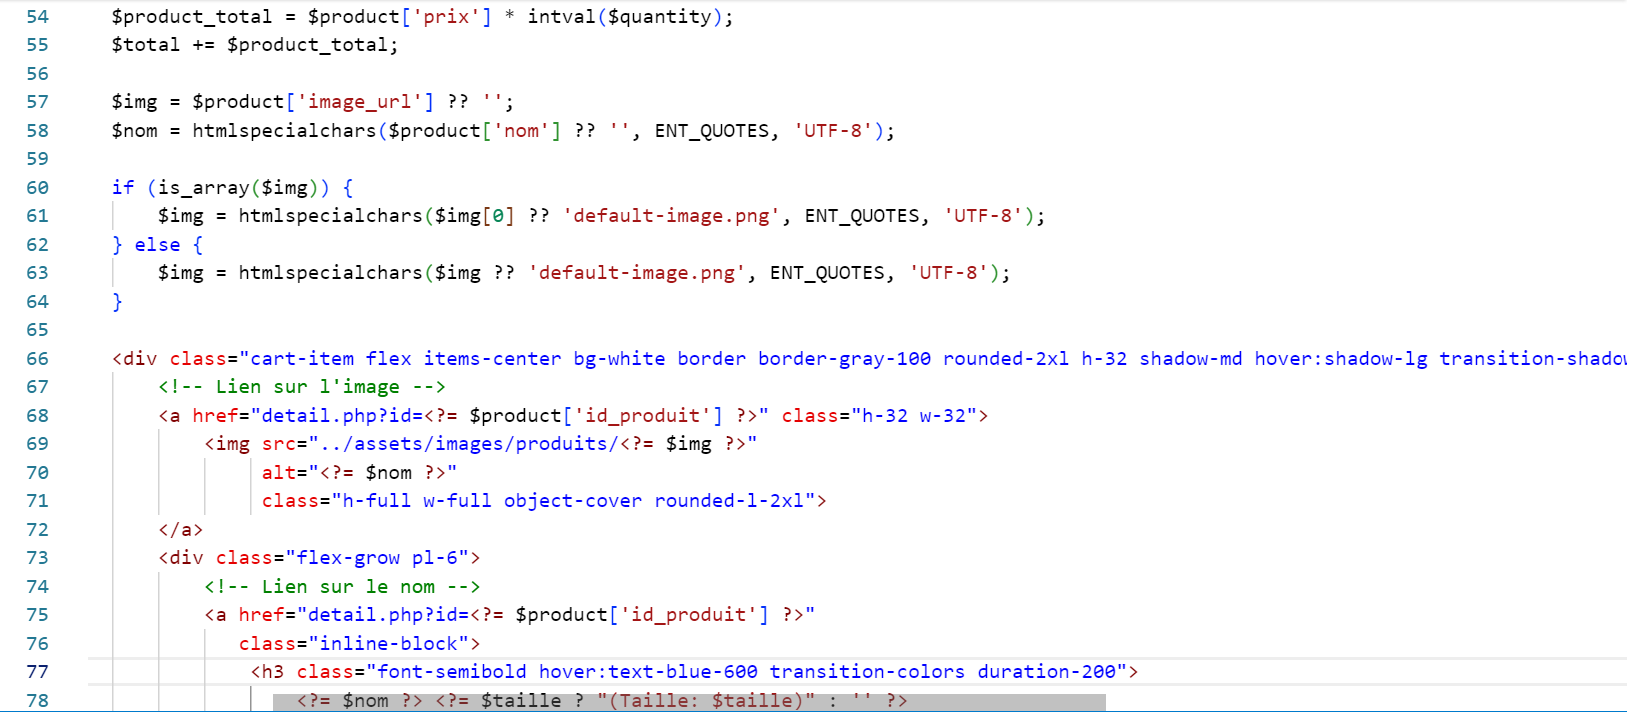 54 $product_total = $product['prix'] * intval($quantity);
55 $total += $product_total;
56
57 $img = $product['image_url'] ?? '';
58 $nom = htmlspecialchars($product['nom'] ?? '', ENT_QUOTES, 'UTF-8');
59
60 if (is_array($img)) {
61     $img = htmlspecialchars($img[0] ?? 'default-image.png', ENT_QUOTES, 'UTF-8');
62 } else {
63     $img = htmlspecialchars($img ?? 'default-image.png', ENT_QUOTES, 'UTF-8');
64 }
65
66 <div class="cart-item flex items-center bg-white border border-gray-100 rounded-2xl h-32 shadow-md hover:shadow-lg transition-shadow
67     <!-- Lien sur l'image -->
68     <a href="detail.php?id=<?= $product['id_produit'] ?>" class="h-32 w-32">
69         <img src="../assets/images/produits/<?= $img ?>"
70              alt="<?= $nom ?>"
71              class="h-full w-full object-cover rounded-l-2xl">
72     </a>
73     <div class="flex-grow pl-6">
74         <!-- Lien sur le nom -->
75         <a href="detail.php?id=<?= $product['id_produit'] ?>"
76            class="inline-block">
77             <h3 class="font-semibold hover:text-blue-600 transition-colors duration-200">
78                 <?= $nom ?> <?= $taille ? "(Taille: $taille)" : '' ?>